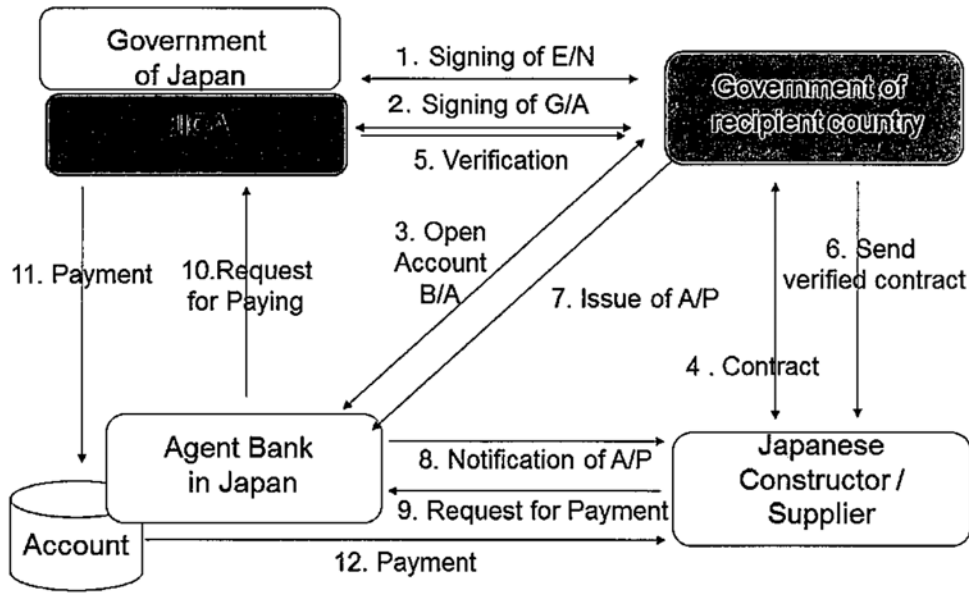 Government
of Japan
JICA
1. Signing of E/N
2. Signing of G/A
5. Verification
Government of
recipient country
3. Open
Account
B/A
7. Issue of A/P
6. Send
verified contract
4 . Contract
11. Payment
10.Request
for Paying
Agent Bank
in Japan
8. Notification of A/P
9. Request for Payment
Japanese
Constructor /
Supplier
Account
12. Payment